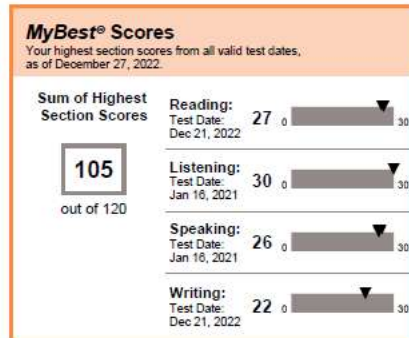 MyBest® Scores
Your highest section scores from all valid test dates,
as of December 27, 2022.
Sum of Highest
Section Scores
105
out of 120
Reading:
Test Date:
Dec 21, 2022
27
0
30
Listening:
Test Date:
Jan 16, 2021
30
0
30
Speaking:
Test Date:
Jan 16, 2021
26
0
30
Writing:
Test Date:
Dec 21, 2022
22
0
30